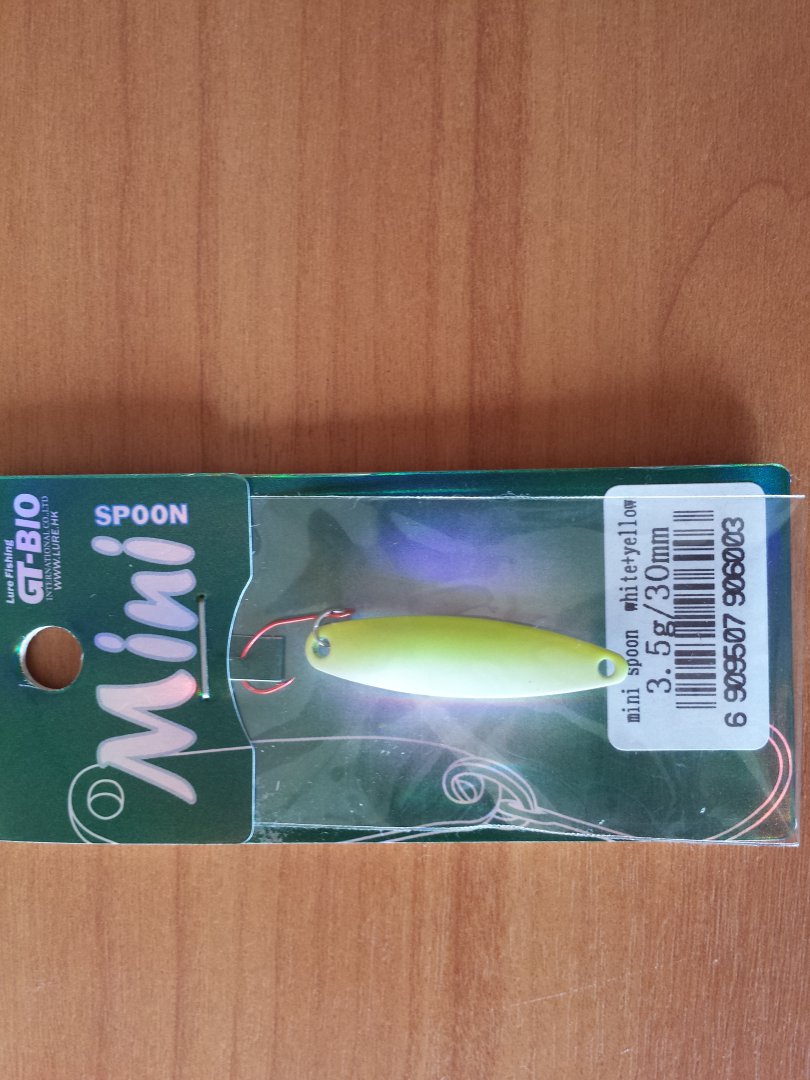 Lure Fishing
GT-BIO
INTERNATIONAL CO.,LTD
WWW.LURE.HK
SPOON
Mini
mini spoon white+yellow
3.5g/30mm
6 909507 906003